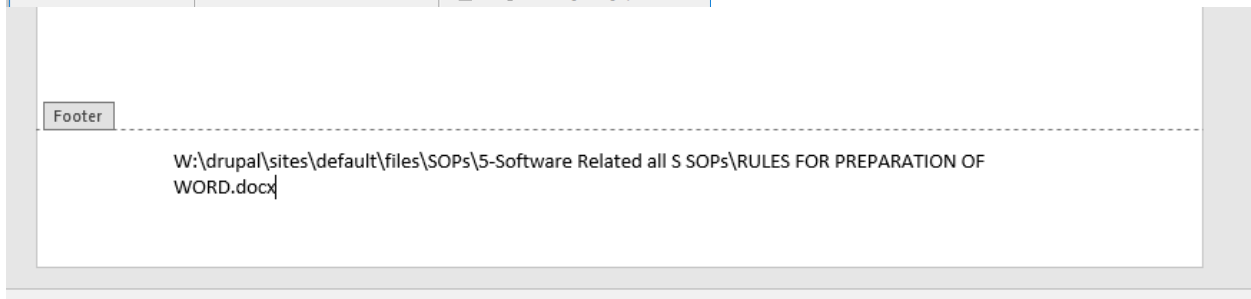 Footer
W:\drupal\sites\default\files\SOPs\5-Software Related all S SOPs\RULES FOR PREPARATION OF
WORD.docx